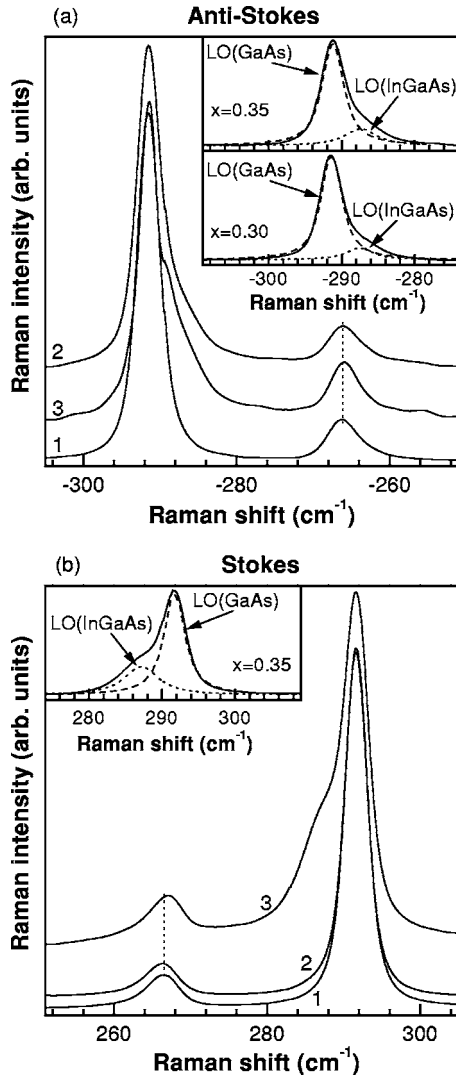 (a) Anti-Stokes
Raman intensity (arb. units)
LO(GaAs)
LO(InGaAs)
x=0.35
LO(GaAs)
LO(InGaAs)
x=0.30
-300 -290 -280
Raman shift (cm⁻¹)
2
3
1
-300 -280 -260
Raman shift (cm⁻¹)
(b) Stokes
Raman intensity (arb. units)
LO(GaAs)
LO(InGaAs)
x=0.35
280 290 300
Raman shift (cm⁻¹)
3
2
1
260 280 300
Raman shift (cm⁻¹)